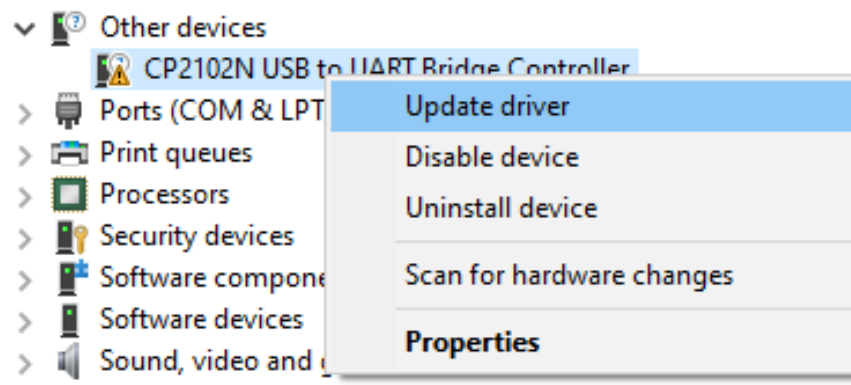 Other devices
CP2102N USB to UART Bridge Controller
Ports (COM & LPT
Print queues
Processors
Security devices
Software compone
Software devices
Sound, video and
Update driver
Disable device
Uninstall device
Scan for hardware changes
Properties